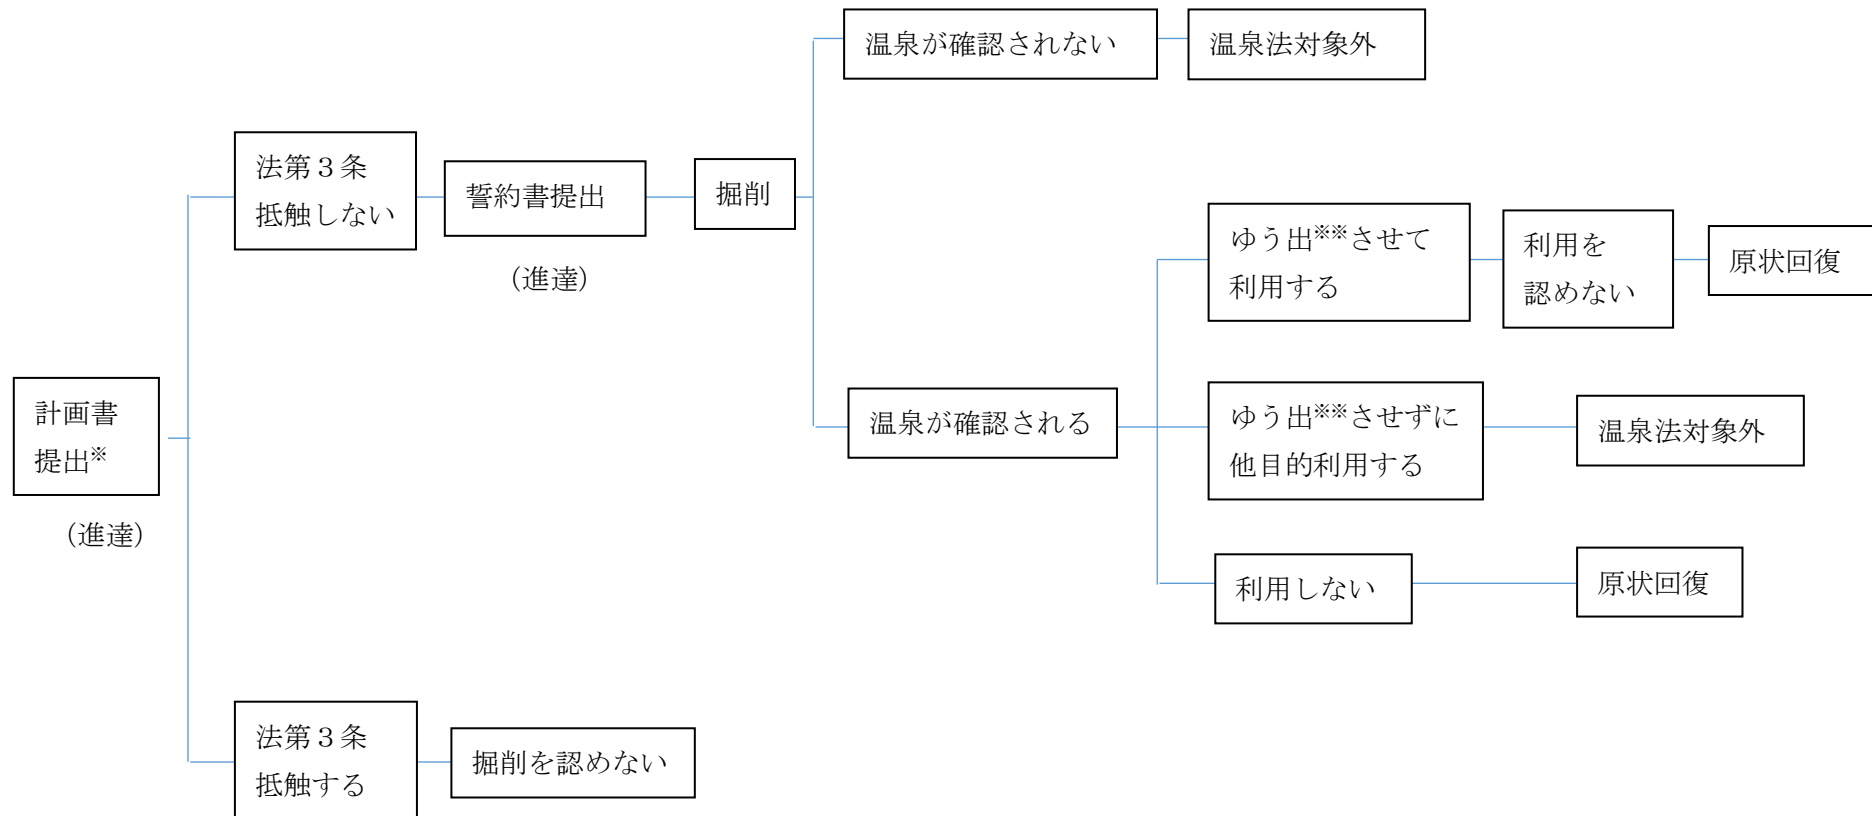 温泉が確認されない
温泉法対象外
法第３条
抵触しない
誓約書提出
掘削
（進達）
ゆう出※※させて
利用する
利用を
認めない
原状回復
計画書
提出※
（進達）
温泉が確認される
ゆう出※※させずに
他目的利用する
温泉法対象外
利用しない
原状回復
法第３条
抵触する
掘削を認めない